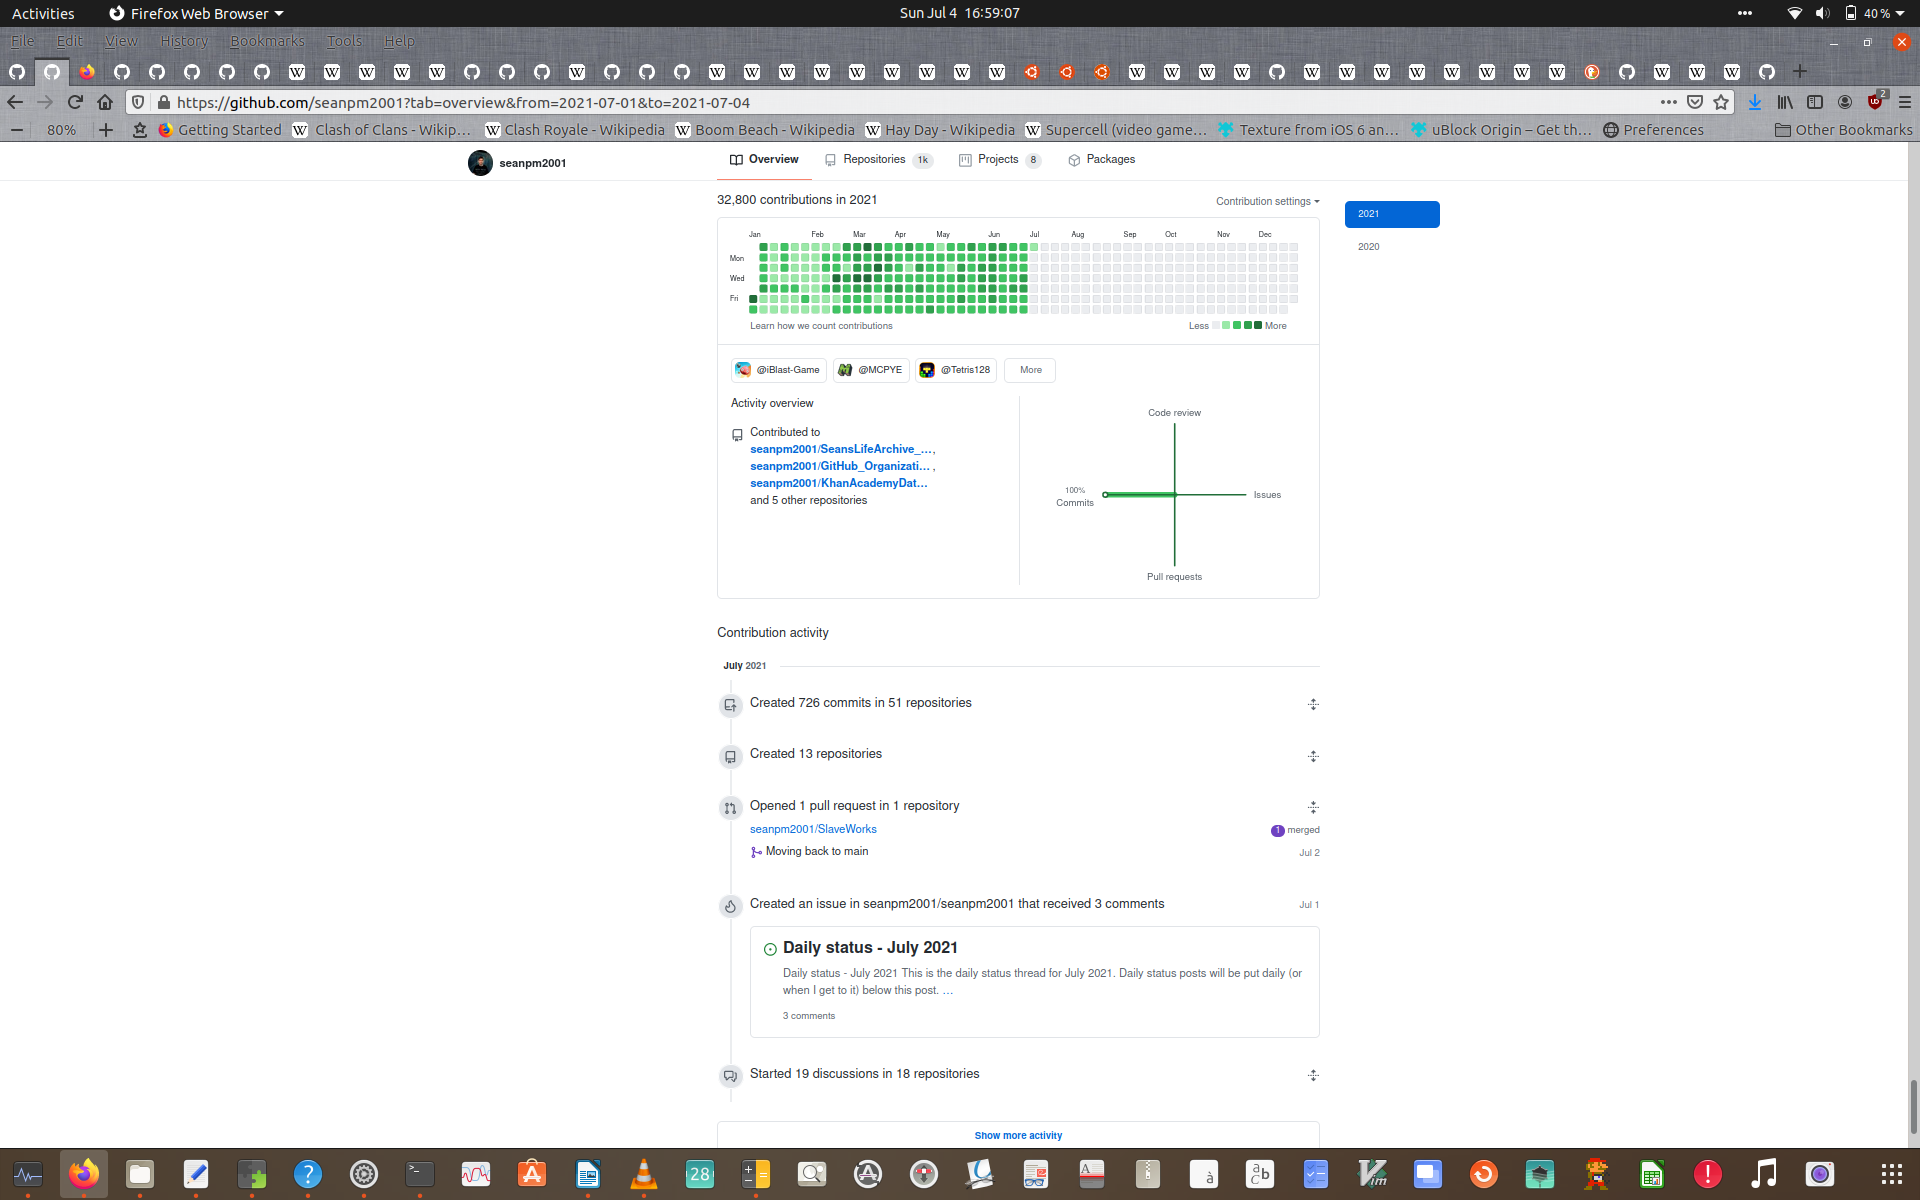 Activities
Firefox Web Browser
Sun Jul 4 16:59:07
40 %
File Edit View History Bookmarks Tools Help
https://github.com/seanpm2001?tab=overview&from=2021-07-01&to=2021-07-04
2
80%
Getting Started
Clash of Clans - Wikip…
Clash Royale - Wikipedia
Boom Beach - Wikipedia
Hay Day - Wikipedia
Supercell (video game…
Texture from iOS 6 an…
uBlock Origin – Get th…
Preferences
Other Bookmarks
seanpm2001
Overview
Repositories 1k
Projects 8
Packages
32,800 contributions in 2021
Contribution settings
2021
2020
Jan Feb Mar Apr May Jun Jul Aug Sep Oct Nov Dec
Mon
Wed
Fri
Learn how we count contributions
Less More
@iBlast-Game
@MCPYE
@Tetris128
More
Activity overview
Contributed to
seanpm2001/SeansLifeArchive_…,
seanpm2001/GitHub_Organizati… ,
seanpm2001/KhanAcademyDat…
and 5 other repositories
Code review
100%
Commits
Issues
Pull requests
Contribution activity
July 2021
Created 726 commits in 51 repositories
Created 13 repositories
Opened 1 pull request in 1 repository
seanpm2001/SlaveWorks
1 merged
Moving back to main
Jul 2
Created an issue in seanpm2001/seanpm2001 that received 3 comments
Jul 1
Daily status - July 2021
Daily status - July 2021 This is the daily status thread for July 2021. Daily status posts will be put daily (or
when I get to it) below this post. …
3 comments
Started 19 discussions in 18 repositories
Show more activity
28